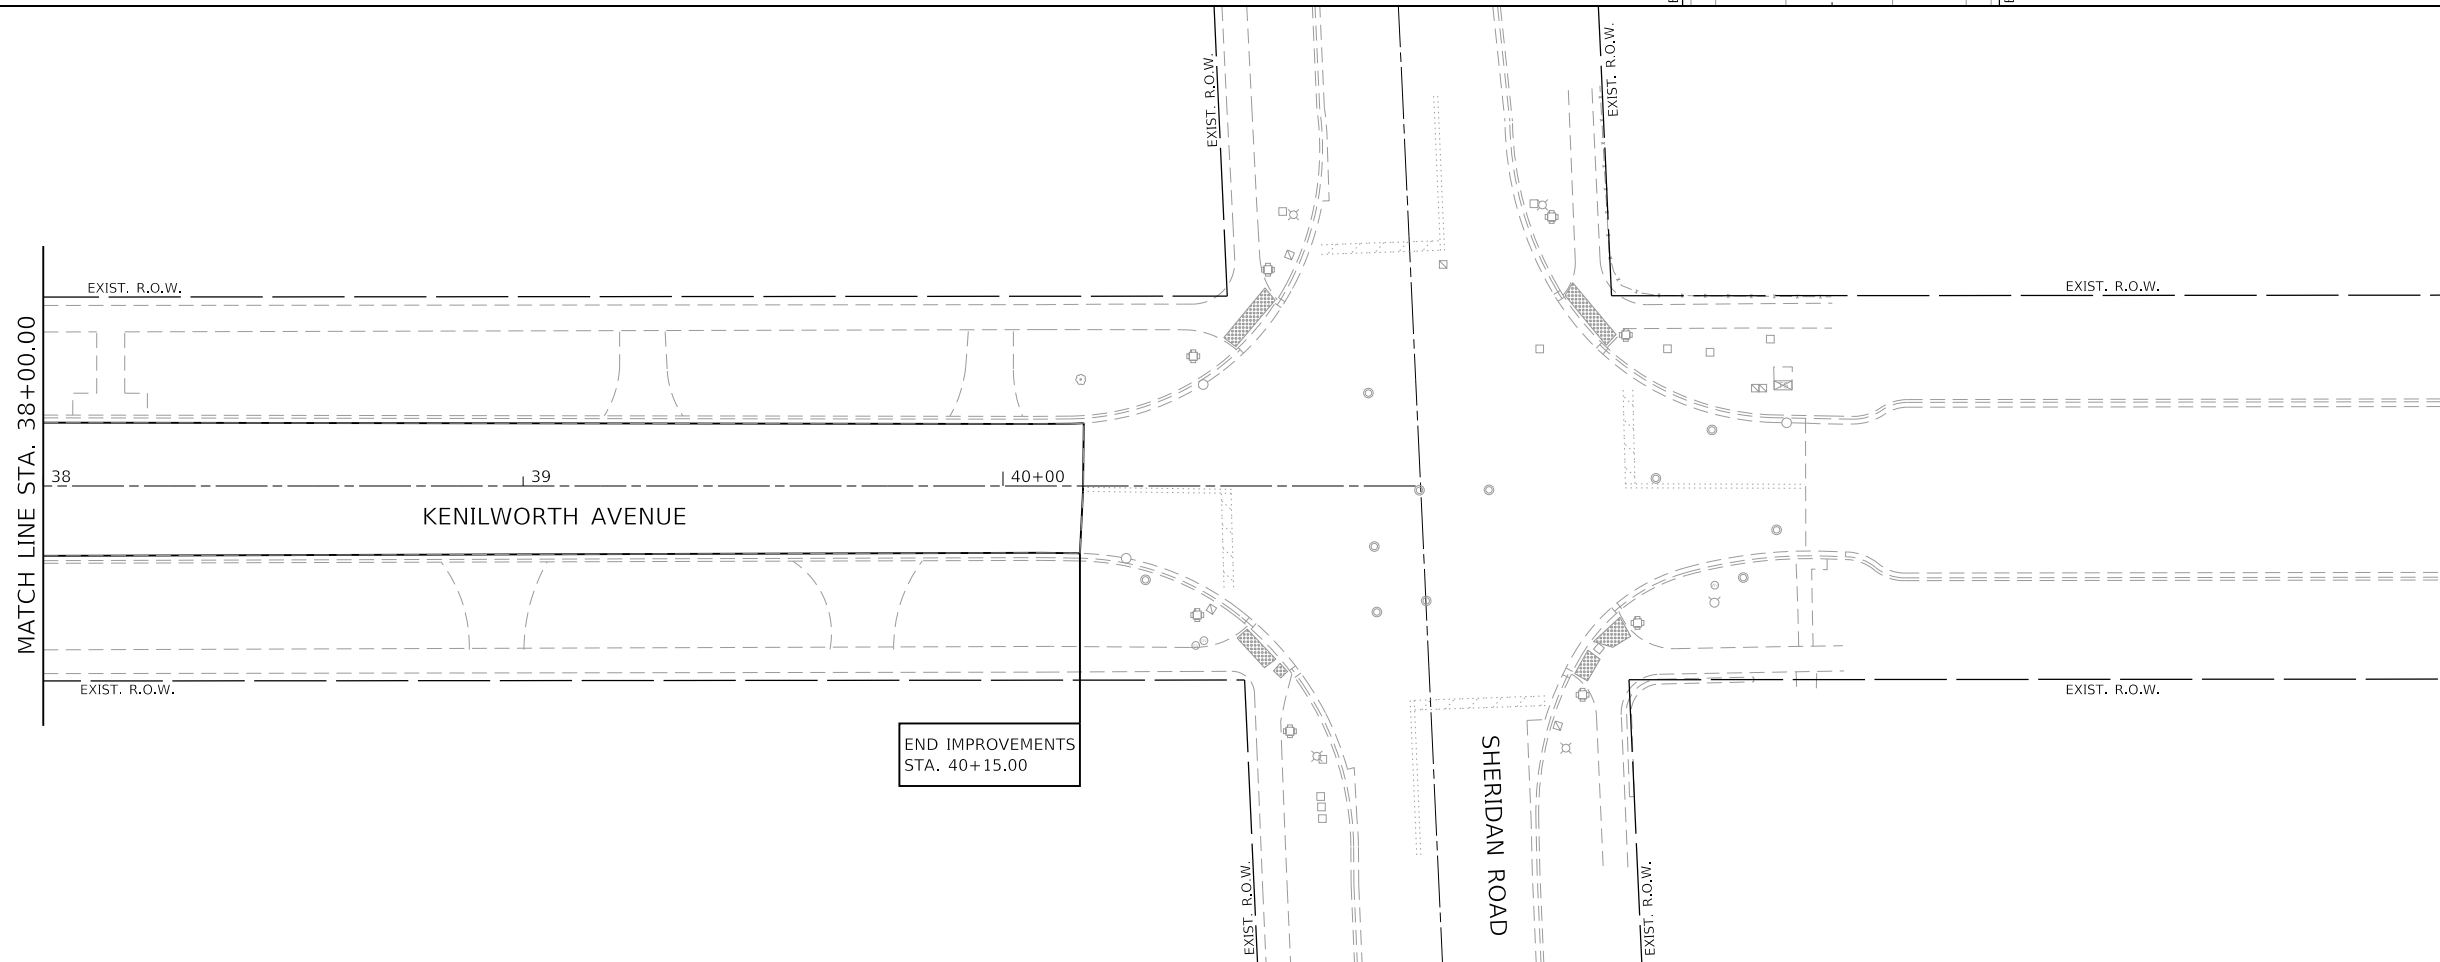 EXIST. R.O.W.
EXIST. R.O.W.
EXIST. R.O.W.
EXIST. R.O.W.
MATCH LINE STA. 38+00.00
38
39
40+00
KENILWORTH AVENUE
EXIST. R.O.W.
EXIST. R.O.W.
END IMPROVEMENTS
STA. 40+15.00
SHERIDAN ROAD
EXIST. R.O.W.
EXIST. R.O.W.